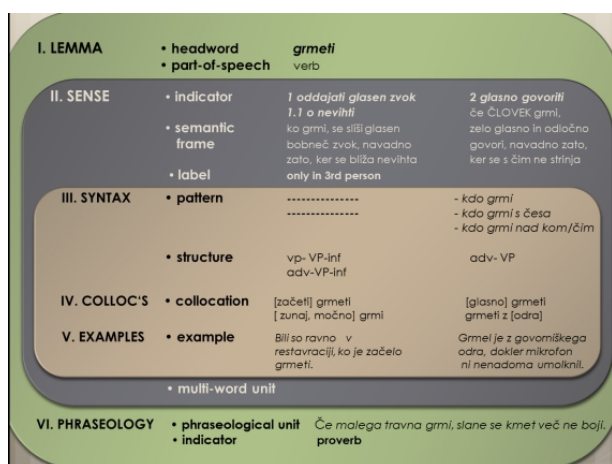 I. LEMMA • headword grmeti
• part-of-speech verb
II. SENSE • indicator 1 oddajati glasen zvok 2 glasno govoriti
1.1 o nevihti če ČLOVEK grmi,
• semantic ko grmi, se sliši glasen zelo glasno in odločno
frame bobneč zvok, navadno govori, navadno zato,
zato, ker se bliža nevihta ker se s čim ne strinja
• label only in 3rd person
III. SYNTAX • pattern --------------- - kdo grmi
--------------- - kdo grmi s česa
- kdo grmi nad kom/čim
• structure vp- VP-inf adv- VP
adv-VP-inf
IV. COLLOC'S • collocation [začeti] grmeti [glasno] grmeti
[ zunaj, močno] grmi grmeti z [odra]
V. EXAMPLES • example Bili so ravno v Grmel je z govorniškega
restavraciji, ko je začelo odra, dokler mikrofon
grmeti. ni nenadoma umolknil.
• multi-word unit
VI. PHRASEOLOGY • phraseological unit Če malega travna grmi, slane se kmet več ne boji.
• indicator proverb